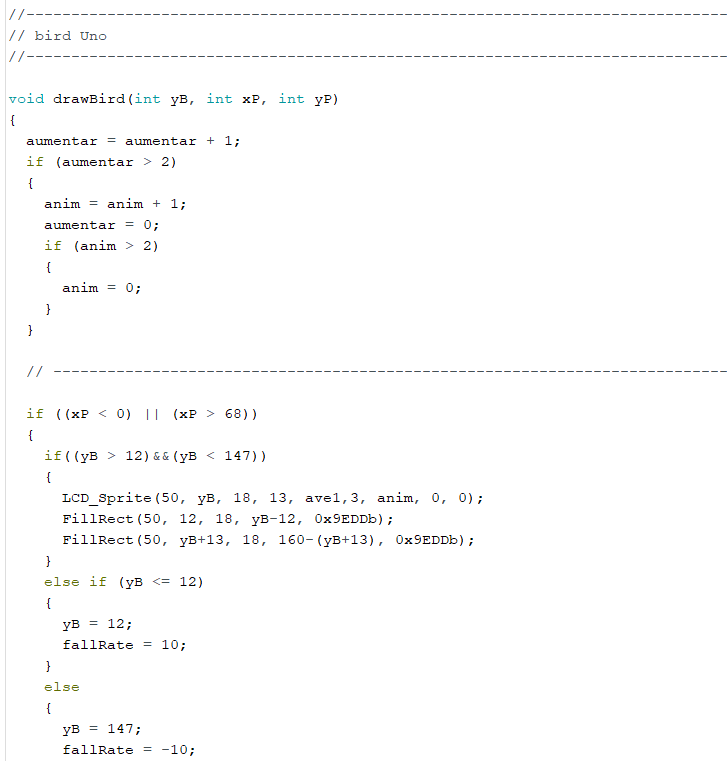 //------------------------------------------------------------------------------
// bird Uno
//------------------------------------------------------------------------------
void drawBird(int yB, int xP, int yP)
{
  aumentar = aumentar + 1;
  if (aumentar > 2)
  {
    anim = anim + 1;
    aumentar = 0;
    if (anim > 2)
    {
      anim = 0;
    }
  }
  // ---------------------------------------------------------------------------
  if ((xP < 0) || (xP > 68))
  {
    if((yB > 12)&&(yB < 147))
    {
      LCD_Sprite(50, yB, 18, 13, ave1,3, anim, 0, 0);
      FillRect(50, 12, 18, yB-12, 0x9EDDb);
      FillRect(50, yB+13, 18, 160-(yB+13), 0x9EDDb);
    }
    else if (yB <= 12)
    {
      yB = 12;
      fallRate = 10;
    }
    else
    {
      yB = 147;
      fallRate = -10;